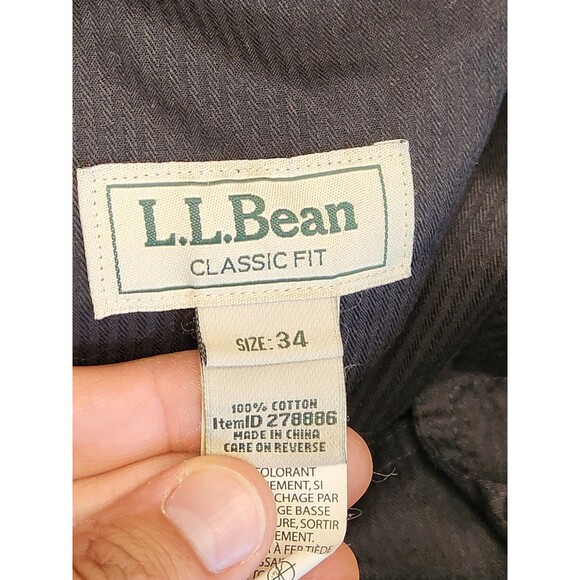 L.L.Bean
CLASSIC FIT
SIZE: 34
100% COTTON
ItemID 278886
MADE IN CHINA
CARE ON REVERSE
COLORANT
EMENT, SI
CHAGE PAR
GE BASSE
URE, SORTIR
EMENT.
À FER TIÈDE